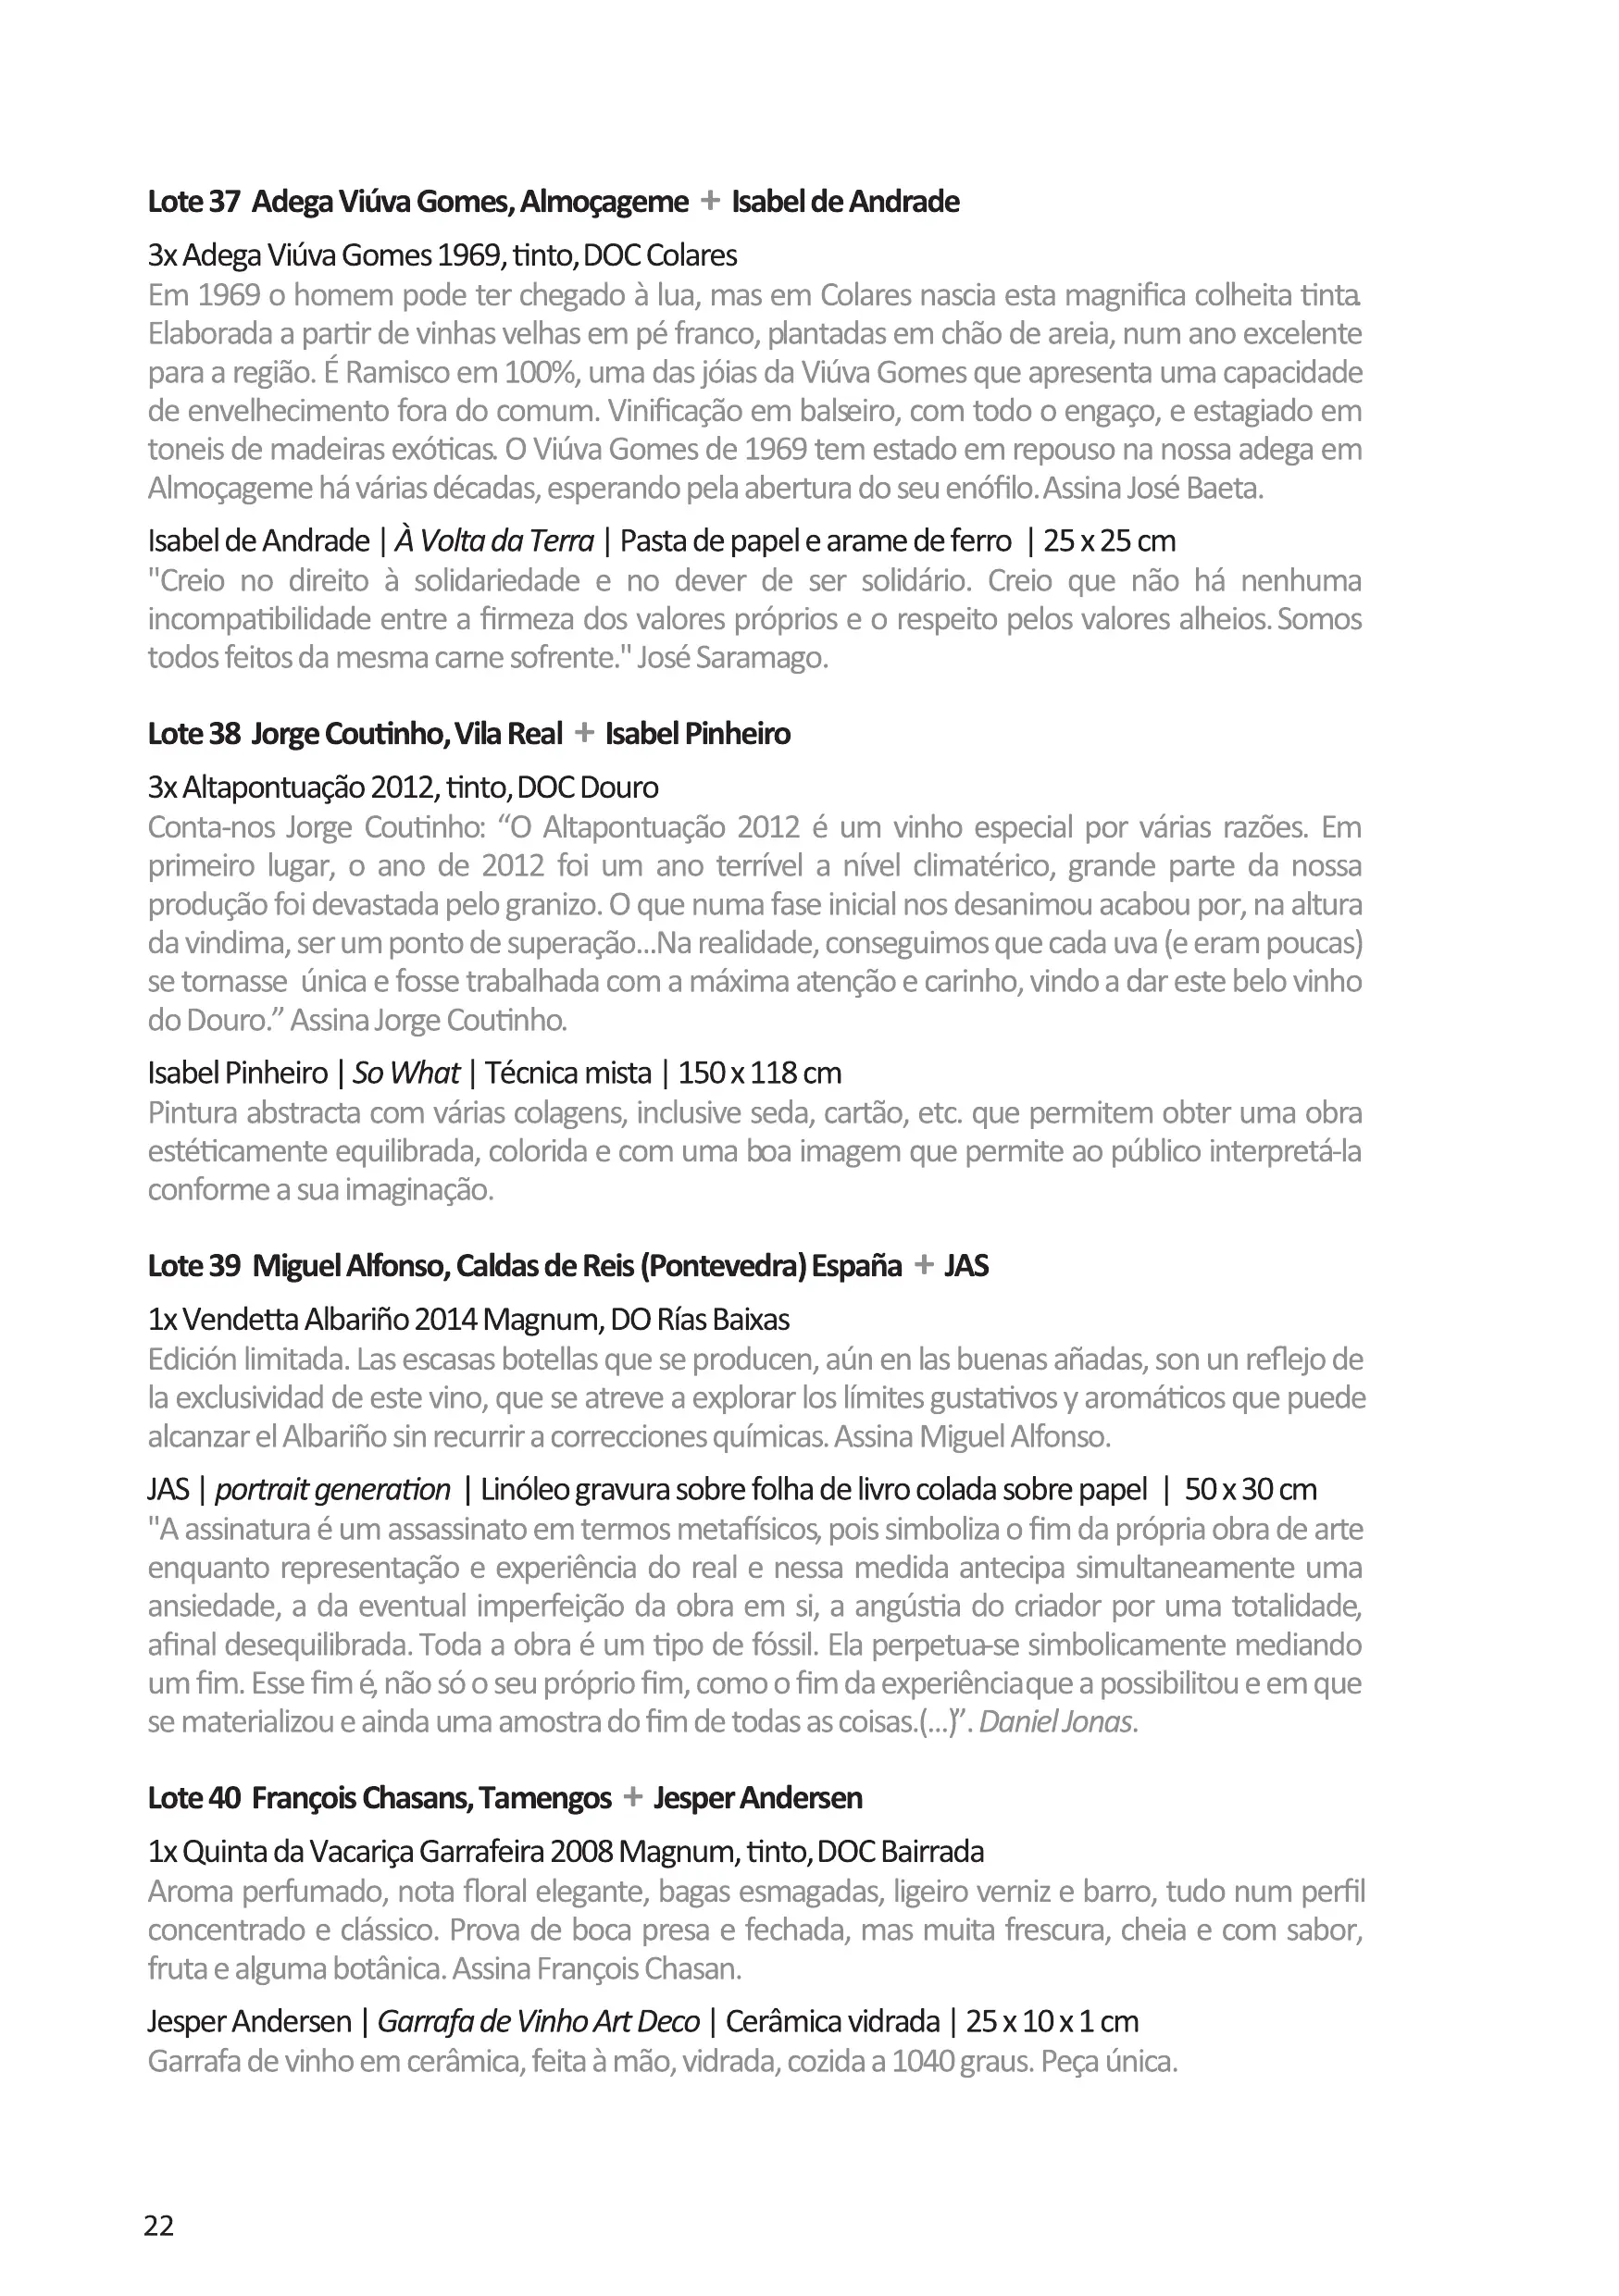 Lote 37 Adega Viúva Gomes, Almoçageme + Isabel de Andrade
3x Adega Viúva Gomes 1969, tinto, DOC Colares
Em 1969 o homem pode ter chegado à lua, mas em Colares nascia esta magnifica colheita tinta.
Elaborada a partir de vinhas velhas em pé franco, plantadas em chão de areia, num ano excelente
para a região. É Ramisco em 100%, uma das jóias da Viúva Gomes que apresenta uma capacidade
de envelhecimento fora do comum. Vinificação em balseiro, com todo o engaço, e estagiado em
toneis de madeiras exóticas. O Viúva Gomes de 1969 tem estado em repouso na nossa adega em
Almoçageme há várias décadas, esperando pela abertura do seu enófilo. Assina José Baeta.
Isabel de Andrade | À Volta da Terra | Pasta de papel e arame de ferro | 25 x 25 cm
"Creio no direito à solidariedade e no dever de ser solidário. Creio que não há nenhuma
incompatibilidade entre a firmeza dos valores próprios e o respeito pelos valores alheios. Somos
todos feitos da mesma carne sofrente." José Saramago.
Lote 38 Jorge Coutinho, Vila Real + Isabel Pinheiro
3x Altapontuação 2012, tinto, DOC Douro
Conta-nos Jorge Coutinho: “O Altapontuação 2012 é um vinho especial por várias razões. Em
primeiro lugar, o ano de 2012 foi um ano terrível a nível climatérico, grande parte da nossa
produção foi devastada pelo granizo. O que numa fase inicial nos desanimou acabou por, na altura
da vindima, ser um ponto de superação...Na realidade, conseguimos que cada uva (e eram poucas)
se tornasse única e fosse trabalhada com a máxima atenção e carinho, vindo a dar este belo vinho
do Douro.” Assina Jorge Coutinho.
Isabel Pinheiro | So What | Técnica mista | 150 x 118 cm
Pintura abstracta com várias colagens, inclusive seda, cartão, etc. que permitem obter uma obra
estéticamente equilibrada, colorida e com uma boa imagem que permite ao público interpretá-la
conforme a sua imaginação.
Lote 39 Miguel Alfonso, Caldas de Reis (Pontevedra) España + JAS
1x Vendetta Albariño 2014 Magnum, DO Rías Baixas
Edición limitada. Las escasas botellas que se producen, aún en las buenas añadas, son un reflejo de
la exclusividad de este vino, que se atreve a explorar los límites gustativos y aromáticos que puede
alcanzar el Albariño sin recurrir a correcciones químicas. Assina Miguel Alfonso.
JAS | portrait generation | Linóleo gravura sobre folha de livro colada sobre papel | 50 x 30 cm
"A assinatura é um assassinato em termos metafísicos, pois simboliza o fim da própria obra de arte
enquanto representação e experiência do real e nessa medida antecipa simultaneamente uma
ansiedade, a da eventual imperfeição da obra em si, a angústia do criador por uma totalidade,
afinal desequilibrada. Toda a obra é um tipo de fóssil. Ela perpetua-se simbolicamente mediando
um fim. Esse fim é, não só o seu próprio fim, como o fim da experiência que a possibilitou e em que
se materializou e ainda uma amostra do fim de todas as coisas.(...)”. Daniel Jonas.
Lote 40 François Chasans, Tamengos + Jesper Andersen
1x Quinta da Vacariça Garrafeira 2008 Magnum, tinto, DOC Bairrada
Aroma perfumado, nota floral elegante, bagas esmagadas, ligeiro verniz e barro, tudo num perfil
concentrado e clássico. Prova de boca presa e fechada, mas muita frescura, cheia e com sabor,
fruta e alguma botânica. Assina François Chasan.
Jesper Andersen | Garrafa de Vinho Art Deco | Cerâmica vidrada | 25 x 10 x 1 cm
Garrafa de vinho em cerâmica, feita à mão, vidrada, cozida a 1040 graus. Peça única.
22